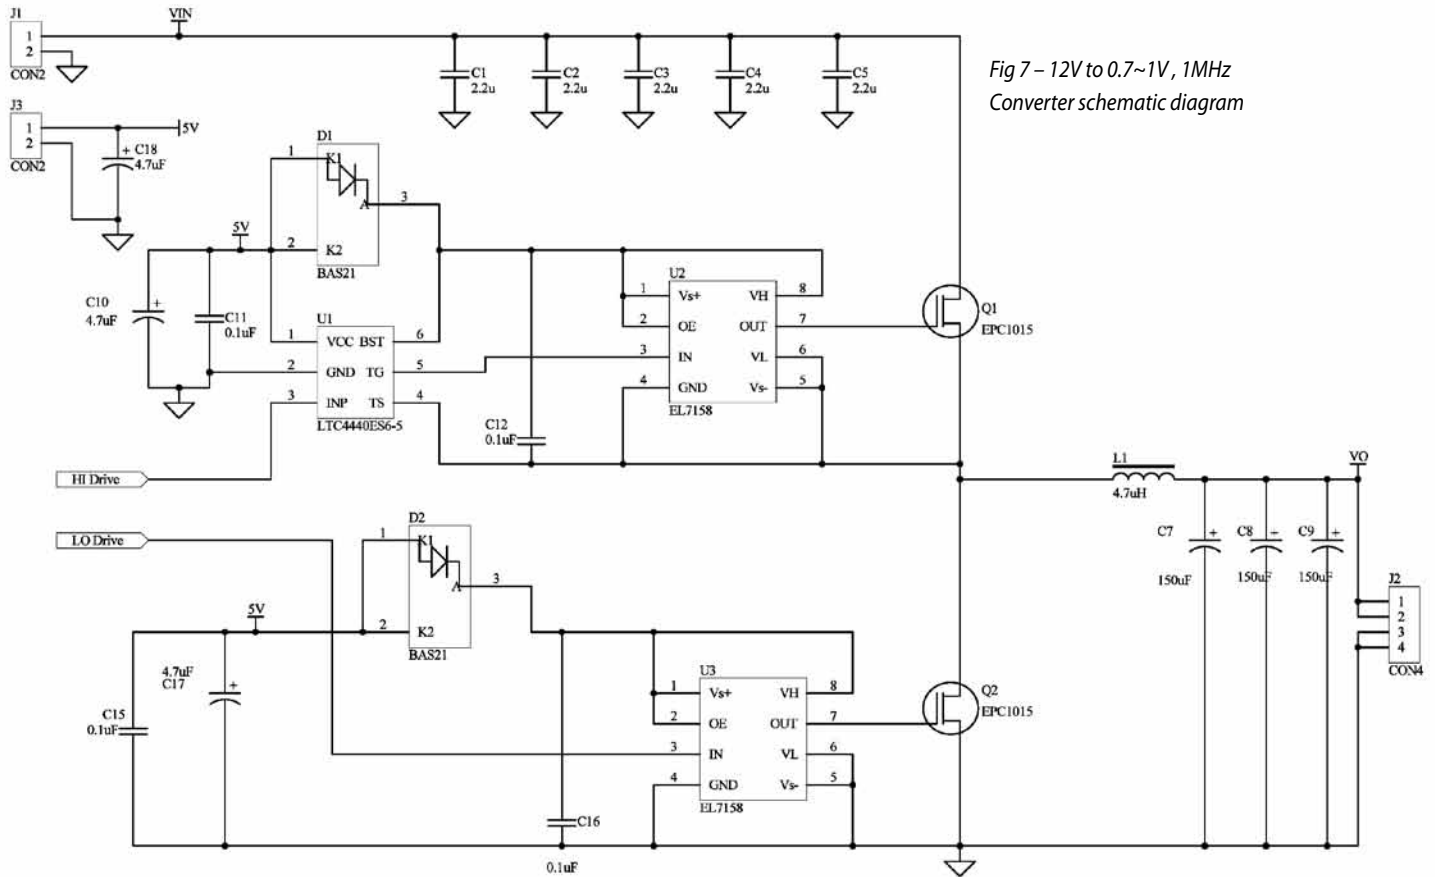 J1
1
2
CON2
VIN
C1
2.2u
C2
2.2u
C3
2.2u
C4
2.2u
C5
2.2u
Fig 7 – 12V to 0.7~1V , 1MHz
Converter schematic diagram
J3
1
2
CON2
5V
+ C18
4.7uF
D1
1
K1
A
3
2
K2
BAS21
5V
C10
+
4.7uF
C11
0.1uF
U1
1
VCC
BST
6
2
GND
TG
5
3
INP
TS
4
LTC4440ES6-5
C12
0.1uF
U2
1
Vs+
VH
8
2
OE
OUT
7
3
IN
VL
6
4
GND
Vs-
5
EL7158
Q1
EPC1015
HI Drive
LO Drive
L1
4.7uH
VO
C7
+
150uF
C8
+
150uF
C9
+
150uF
J2
1
2
3
4
CON4
D2
1
K1
A
3
2
K2
BAS21
5V
4.7uF
C17
+
C15
0.1uF
C16
0.1uF
U3
1
Vs+
VH
8
2
OE
OUT
7
3
IN
VL
6
4
GND
Vs-
5
EL7158
Q2
EPC1015